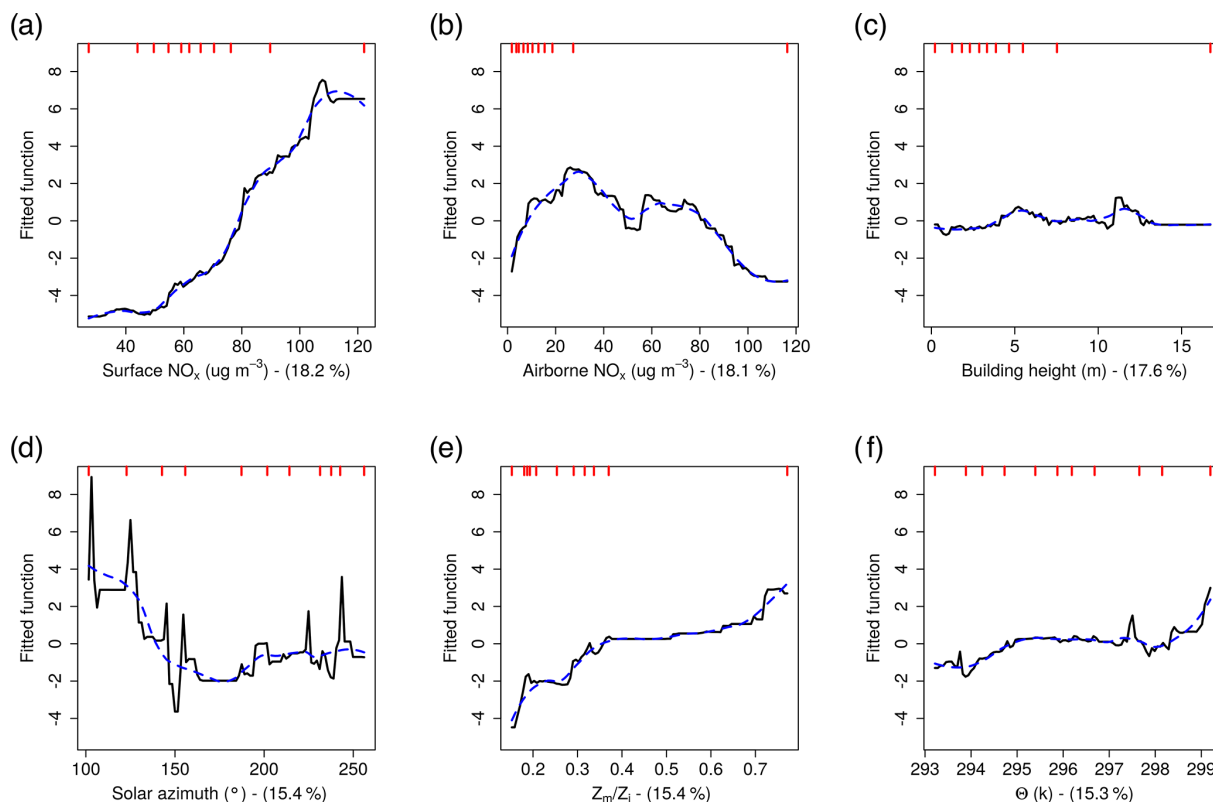 (a)
8
6
4
2
0
-2
-4
Fitted function
40 60 80 100 120
Surface NOₓ (ug m⁻³) - (18.2 %)
(b)
8
6
4
2
0
-2
-4
Fitted function
0 20 40 60 80 100 120
Airborne NOₓ (ug m⁻³) - (18.1 %)
(c)
8
6
4
2
0
-2
-4
Fitted function
0 5 10 15
Building height (m) - (17.6 %)
(d)
8
6
4
2
0
-2
-4
Fitted function
100 150 200 250
Solar azimuth (°) - (15.4 %)
(e)
8
6
4
2
0
-2
-4
Fitted function
0.2 0.3 0.4 0.5 0.6 0.7
Zₘ/Zᵢ - (15.4 %)
(f)
8
6
4
2
0
-2
-4
Fitted function
293 294 295 296 297 298 299
Θ (k) - (15.3 %)